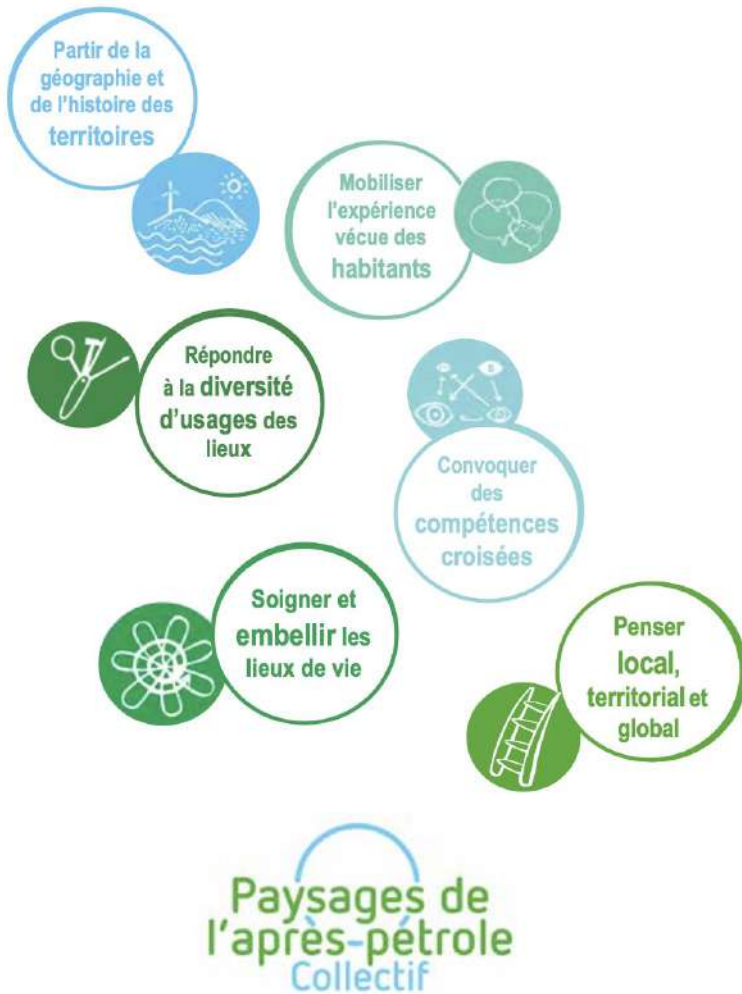 Partir de la
géographie et
de l'histoire des
territoires
Mobiliser
l'expérience
vécue des
habitants
Répondre
à la diversité
d'usages des
lieux
Convoquer
des
compétences
croisées
Soigner et
embellir les
lieux de vie
Penser
local,
territorial et
global
Paysages de
l'après-pétrole
Collectif